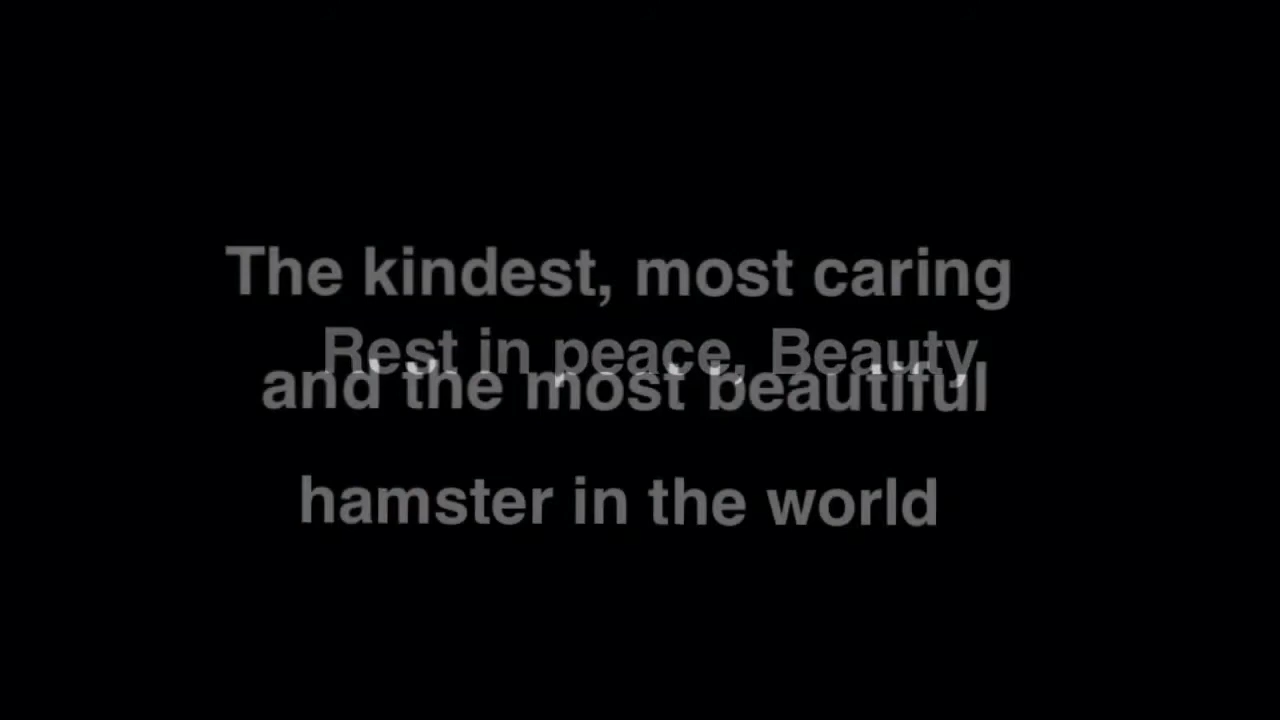 The kindest, most caring
Rest in peace, Beauty
and the most beautiful
hamster in the world